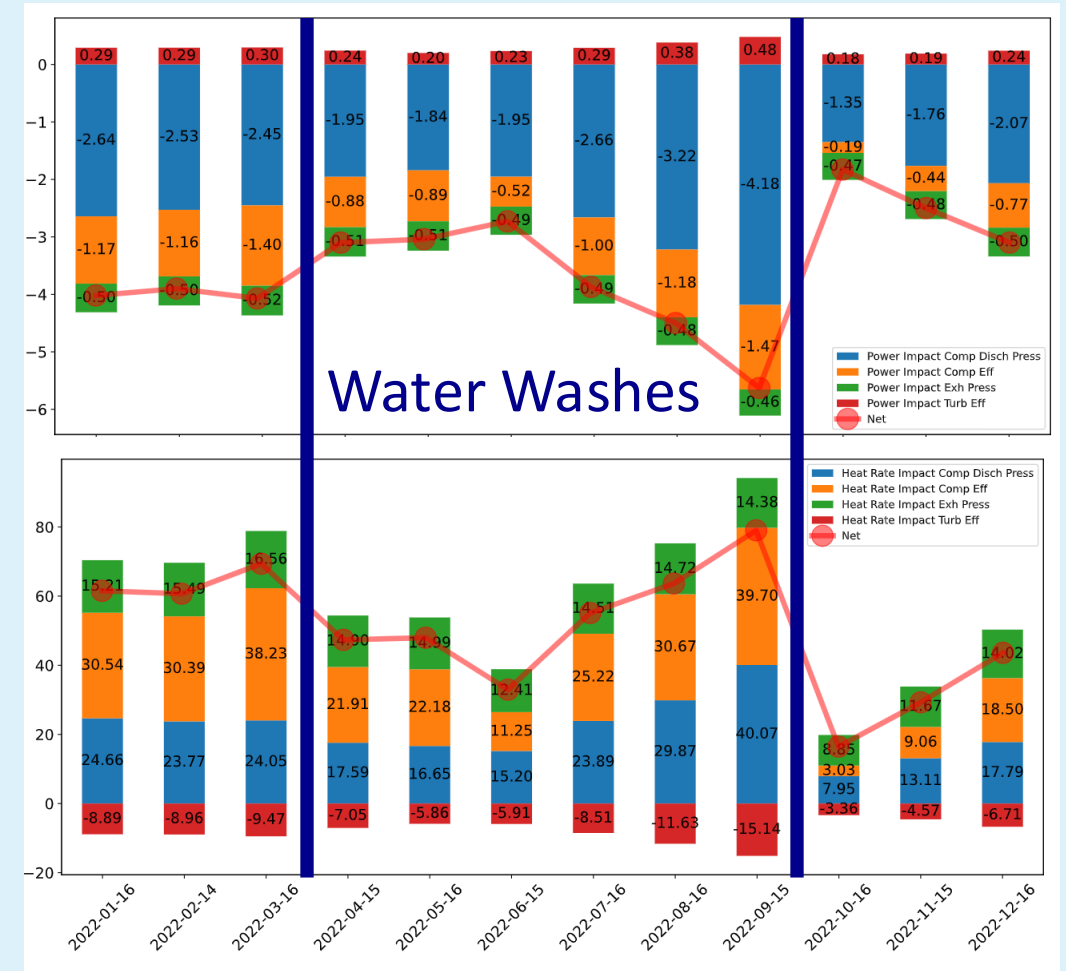 0.29 0.29 0.30 0.24 0.20 0.23 0.29 0.38 0.48 0.18 0.19 0.24
0
-2.64 -2.53 -2.45 -1.95 -1.84 -1.95 -2.66 -3.22 -4.18 -1.35 -1.76 -2.07
−1
−2
-1.17 -1.16 -1.40 -0.88 -0.89 -0.52 -1.00 -1.18 -1.47 -0.19 -0.44 -0.77
−3
-0.50 -0.50 -0.52 -0.51 -0.51 -0.49 -0.49 -0.48 -0.46 -0.47 -0.48 -0.50
−4
−5
−6
Water Washes
Power Impact Comp Disch Press
Power Impact Comp Eff
Power Impact Exh Press
Power Impact Turb Eff
Net
Heat Rate Impact Comp Disch Press
Heat Rate Impact Comp Eff
Heat Rate Impact Exh Press
Heat Rate Impact Turb Eff
Net
80
15.21 15.49 16.56 14.90 14.99 12.41 14.51 14.72 14.38 8.85 11.67 14.02
60
30.54 30.39 38.23 21.91 22.18 11.25 25.22 30.67 39.70 3.03 9.06 18.50
40
20
24.66 23.77 24.05 17.59 16.65 15.20 23.89 29.87 40.07 7.95 13.11 17.79
0
-8.89 -8.96 -9.47 -7.05 -5.86 -5.91 -8.51 -11.63 -15.14 -3.36 -4.57 -6.71
−20
2022-01-16 2022-02-14 2022-03-16 2022-04-15 2022-05-16 2022-06-15 2022-07-16 2022-08-16 2022-09-15 2022-10-16 2022-11-15 2022-12-16